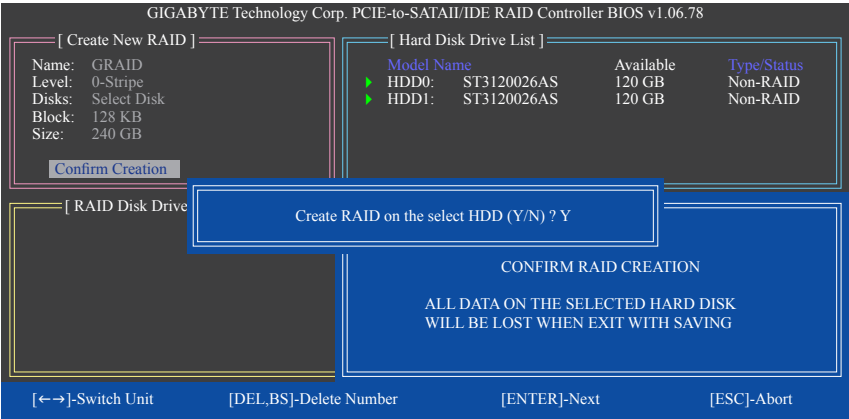 GIGABYTE Technology Corp. PCIE-to-SATAII/IDE RAID Controller BIOS v1.06.78
[ Create New RAID ]
Name: GRAID
Level: 0-Stripe
Disks: Select Disk
Block: 128 KB
Size: 240 GB
Confirm Creation
[ Hard Disk Drive List ]
Model Name Available Type/Status
HDD0: ST3120026AS 120 GB Non-RAID
HDD1: ST3120026AS 120 GB Non-RAID
[ RAID Disk Drive
Create RAID on the select HDD (Y/N) ? Y
CONFIRM RAID CREATION
ALL DATA ON THE SELECTED HARD DISK
WILL BE LOST WHEN EXIT WITH SAVING
[←→]-Switch Unit [DEL,BS]-Delete Number [ENTER]-Next [ESC]-Abort